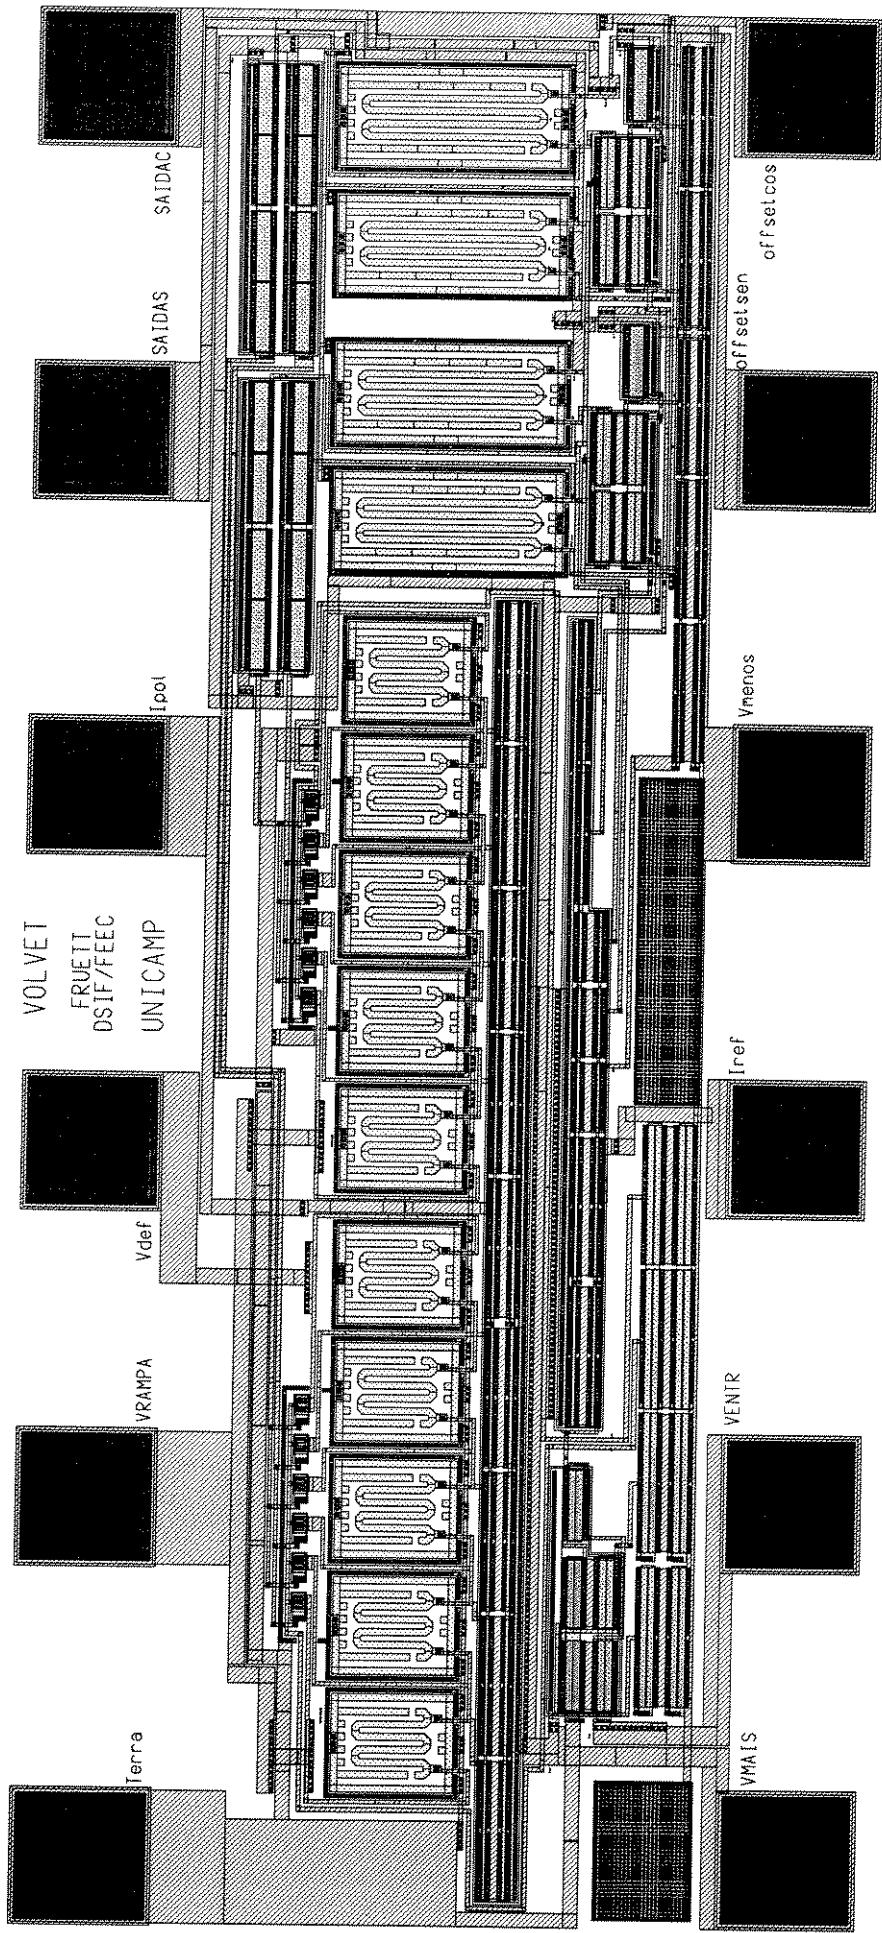 SAIDAC
SAIDAS
Ipol
VOLVET
FRUETT
DSIF/FEEC
UNICAMP
Vdef
VRAMPA
Terra
offsetcos
offsetsen
Vmenos
Iref
VENTR
VMAIS